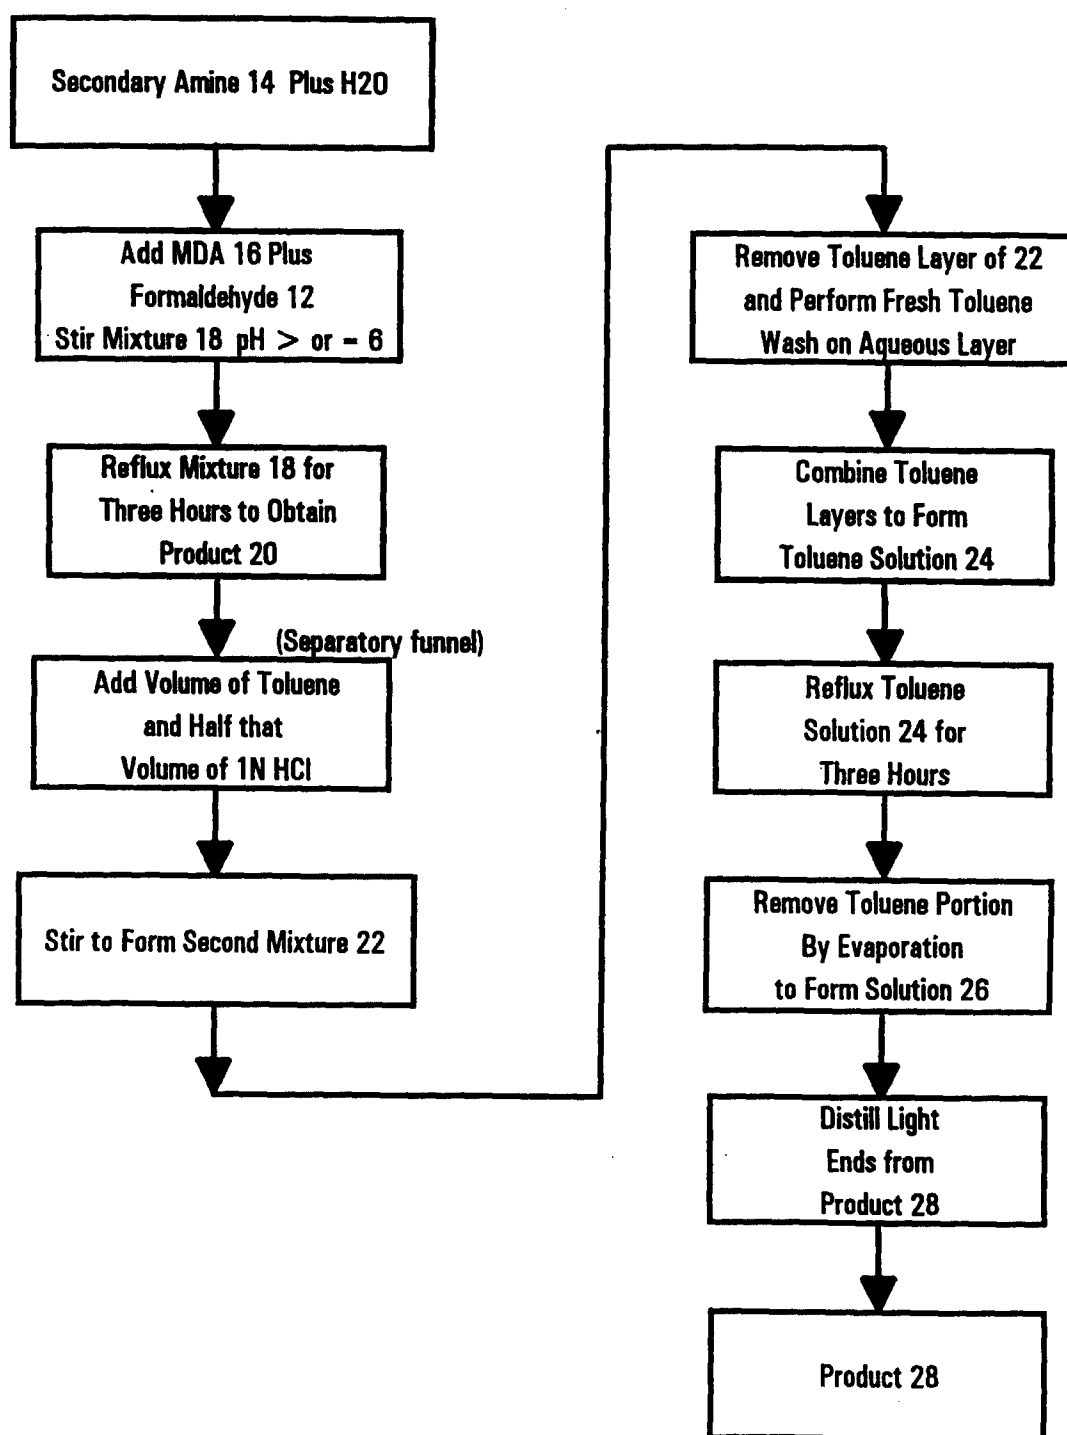 Secondary Amine 14 Plus H20
Add MDA 16 Plus
Formaldehyde 12
Stir Mixture 18 pH > or = 6
Reflux Mixture 18 for
Three Hours to Obtain
Product 20
(Separatory funnel)
Add Volume of Toluene
and Half that
Volume of 1N HCl
Stir to Form Second Mixture 22
Remove Toluene Layer of 22
and Perform Fresh Toluene
Wash on Aqueous Layer
Combine Toluene
Layers to Form
Toluene Solution 24
Reflux Toluene
Solution 24 for
Three Hours
Remove Toluene Portion
By Evaporation
to Form Solution 26
Distill Light
Ends from
Product 28
Product 28